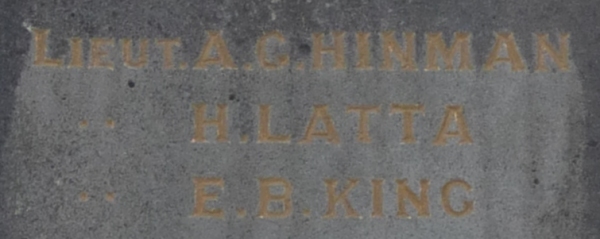 LIEUT. A.G. HINMAN
" H. LATTA
" E.B. KING